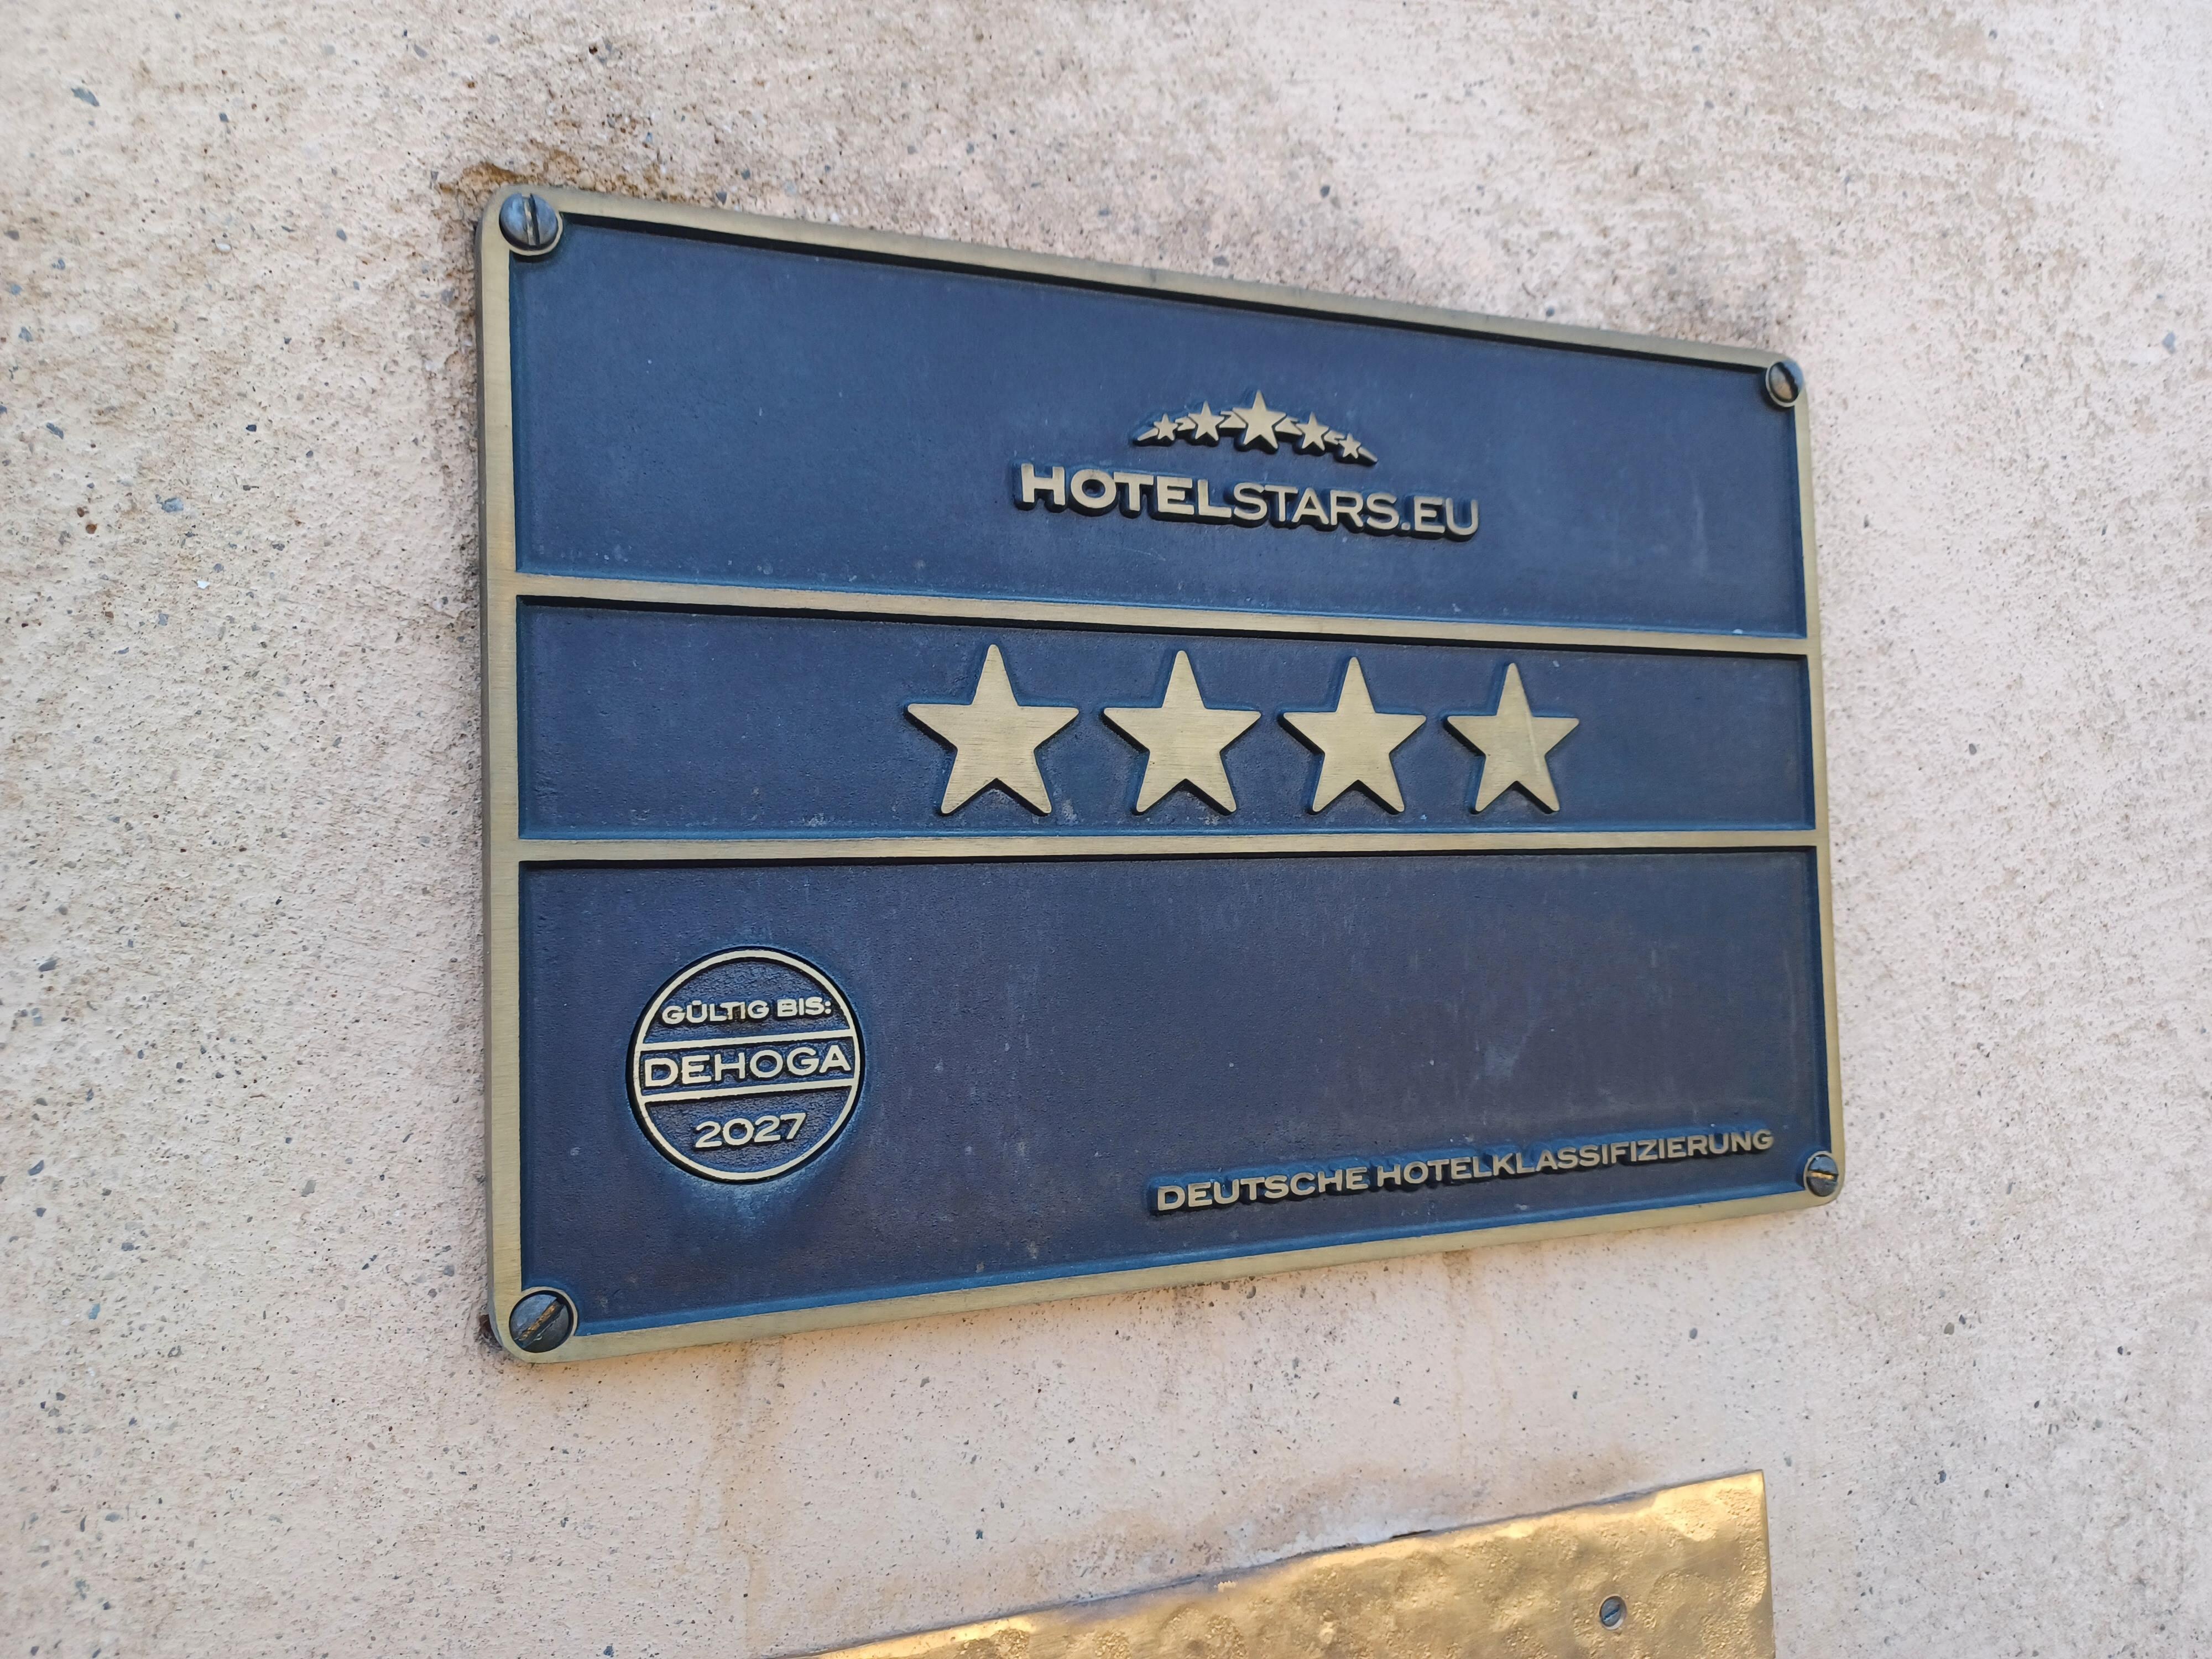 HOTELSTARS.EU
GÜLTIG BIS:
DEHOGA
2027
DEUTSCHE HOTELKLASSIFIZIERUNG